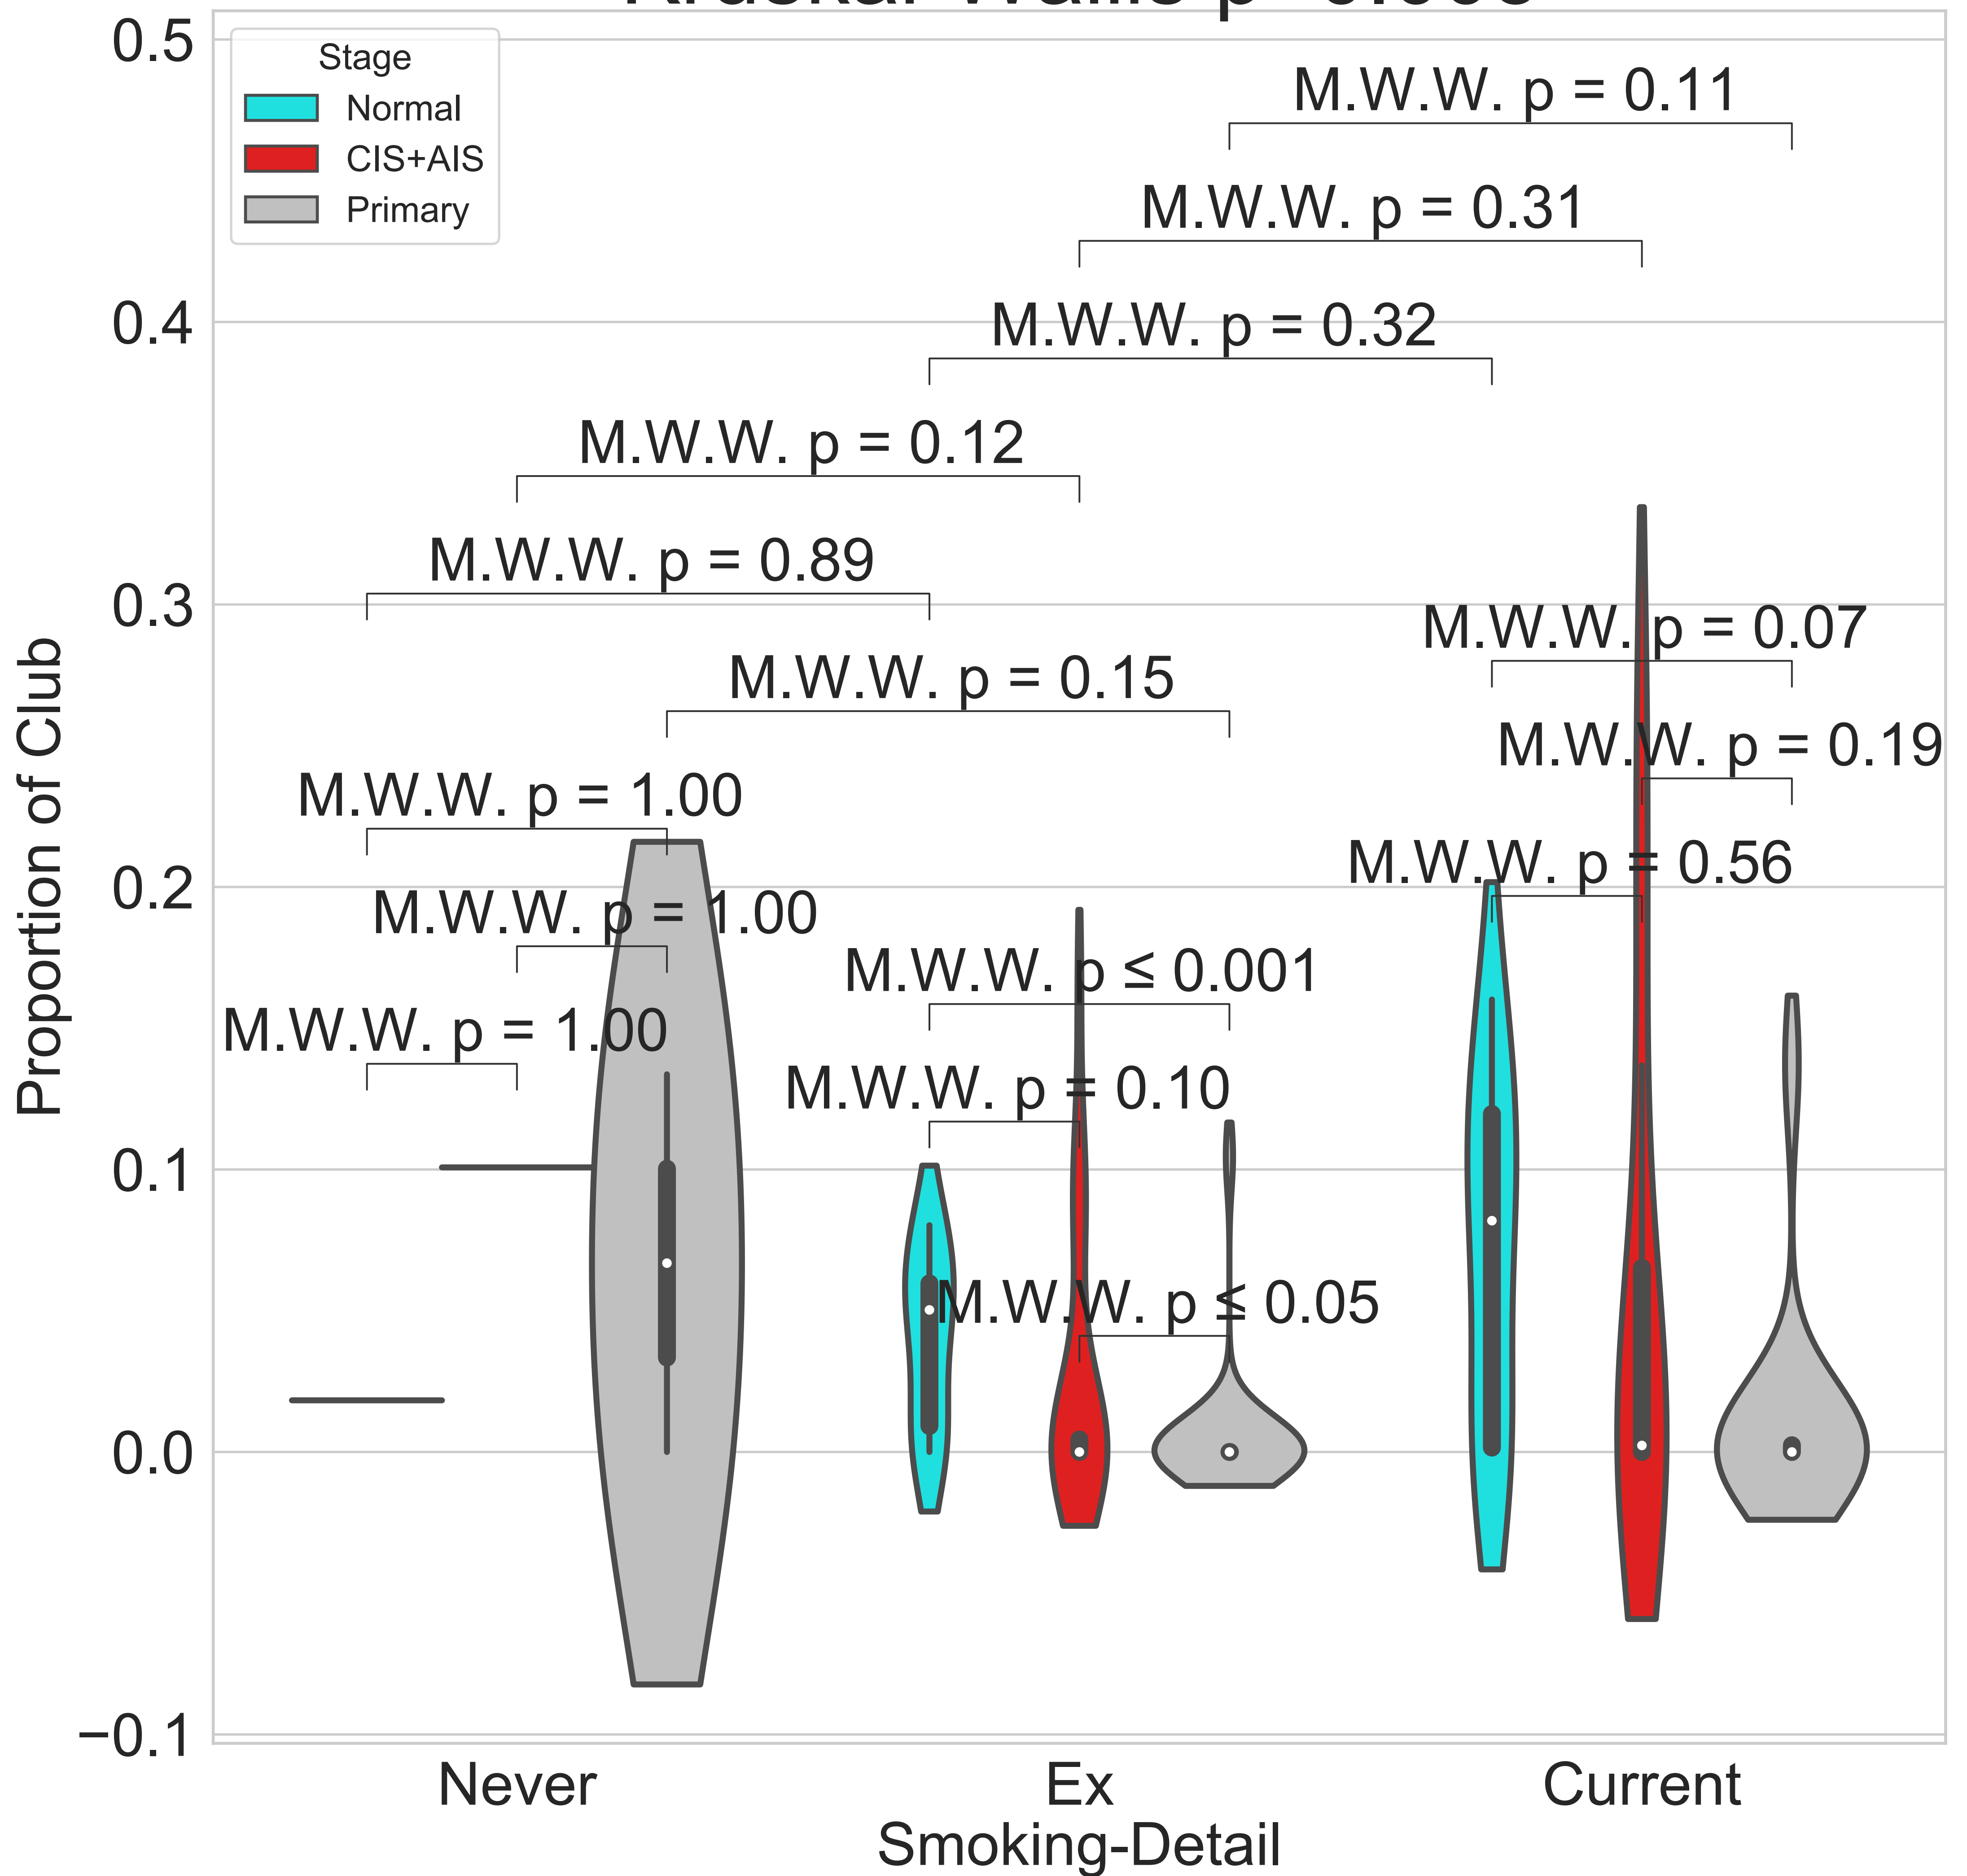 0.5
Stage
Normal
CIS+AIS
Primary
M.W.W. p = 0.11
M.W.W. p = 0.31
0.4
M.W.W. p = 0.32
M.W.W. p = 0.12
M.W.W. p = 0.89
0.3
M.W.W. p = 0.07
M.W.W. p = 0.15
M.W.W. p = 0.19
M.W.W. p = 1.00
M.W.W. p = 0.56
0.2
M.W.W. p = 1.00
M.W.W. p ≤ 0.001
M.W.W. p = 1.00
M.W.W. p = 0.10
0.1
M.W.W. p ≤ 0.05
0.0
−0.1
Proportion of Club
Never
Ex
Current
Smoking-Detail